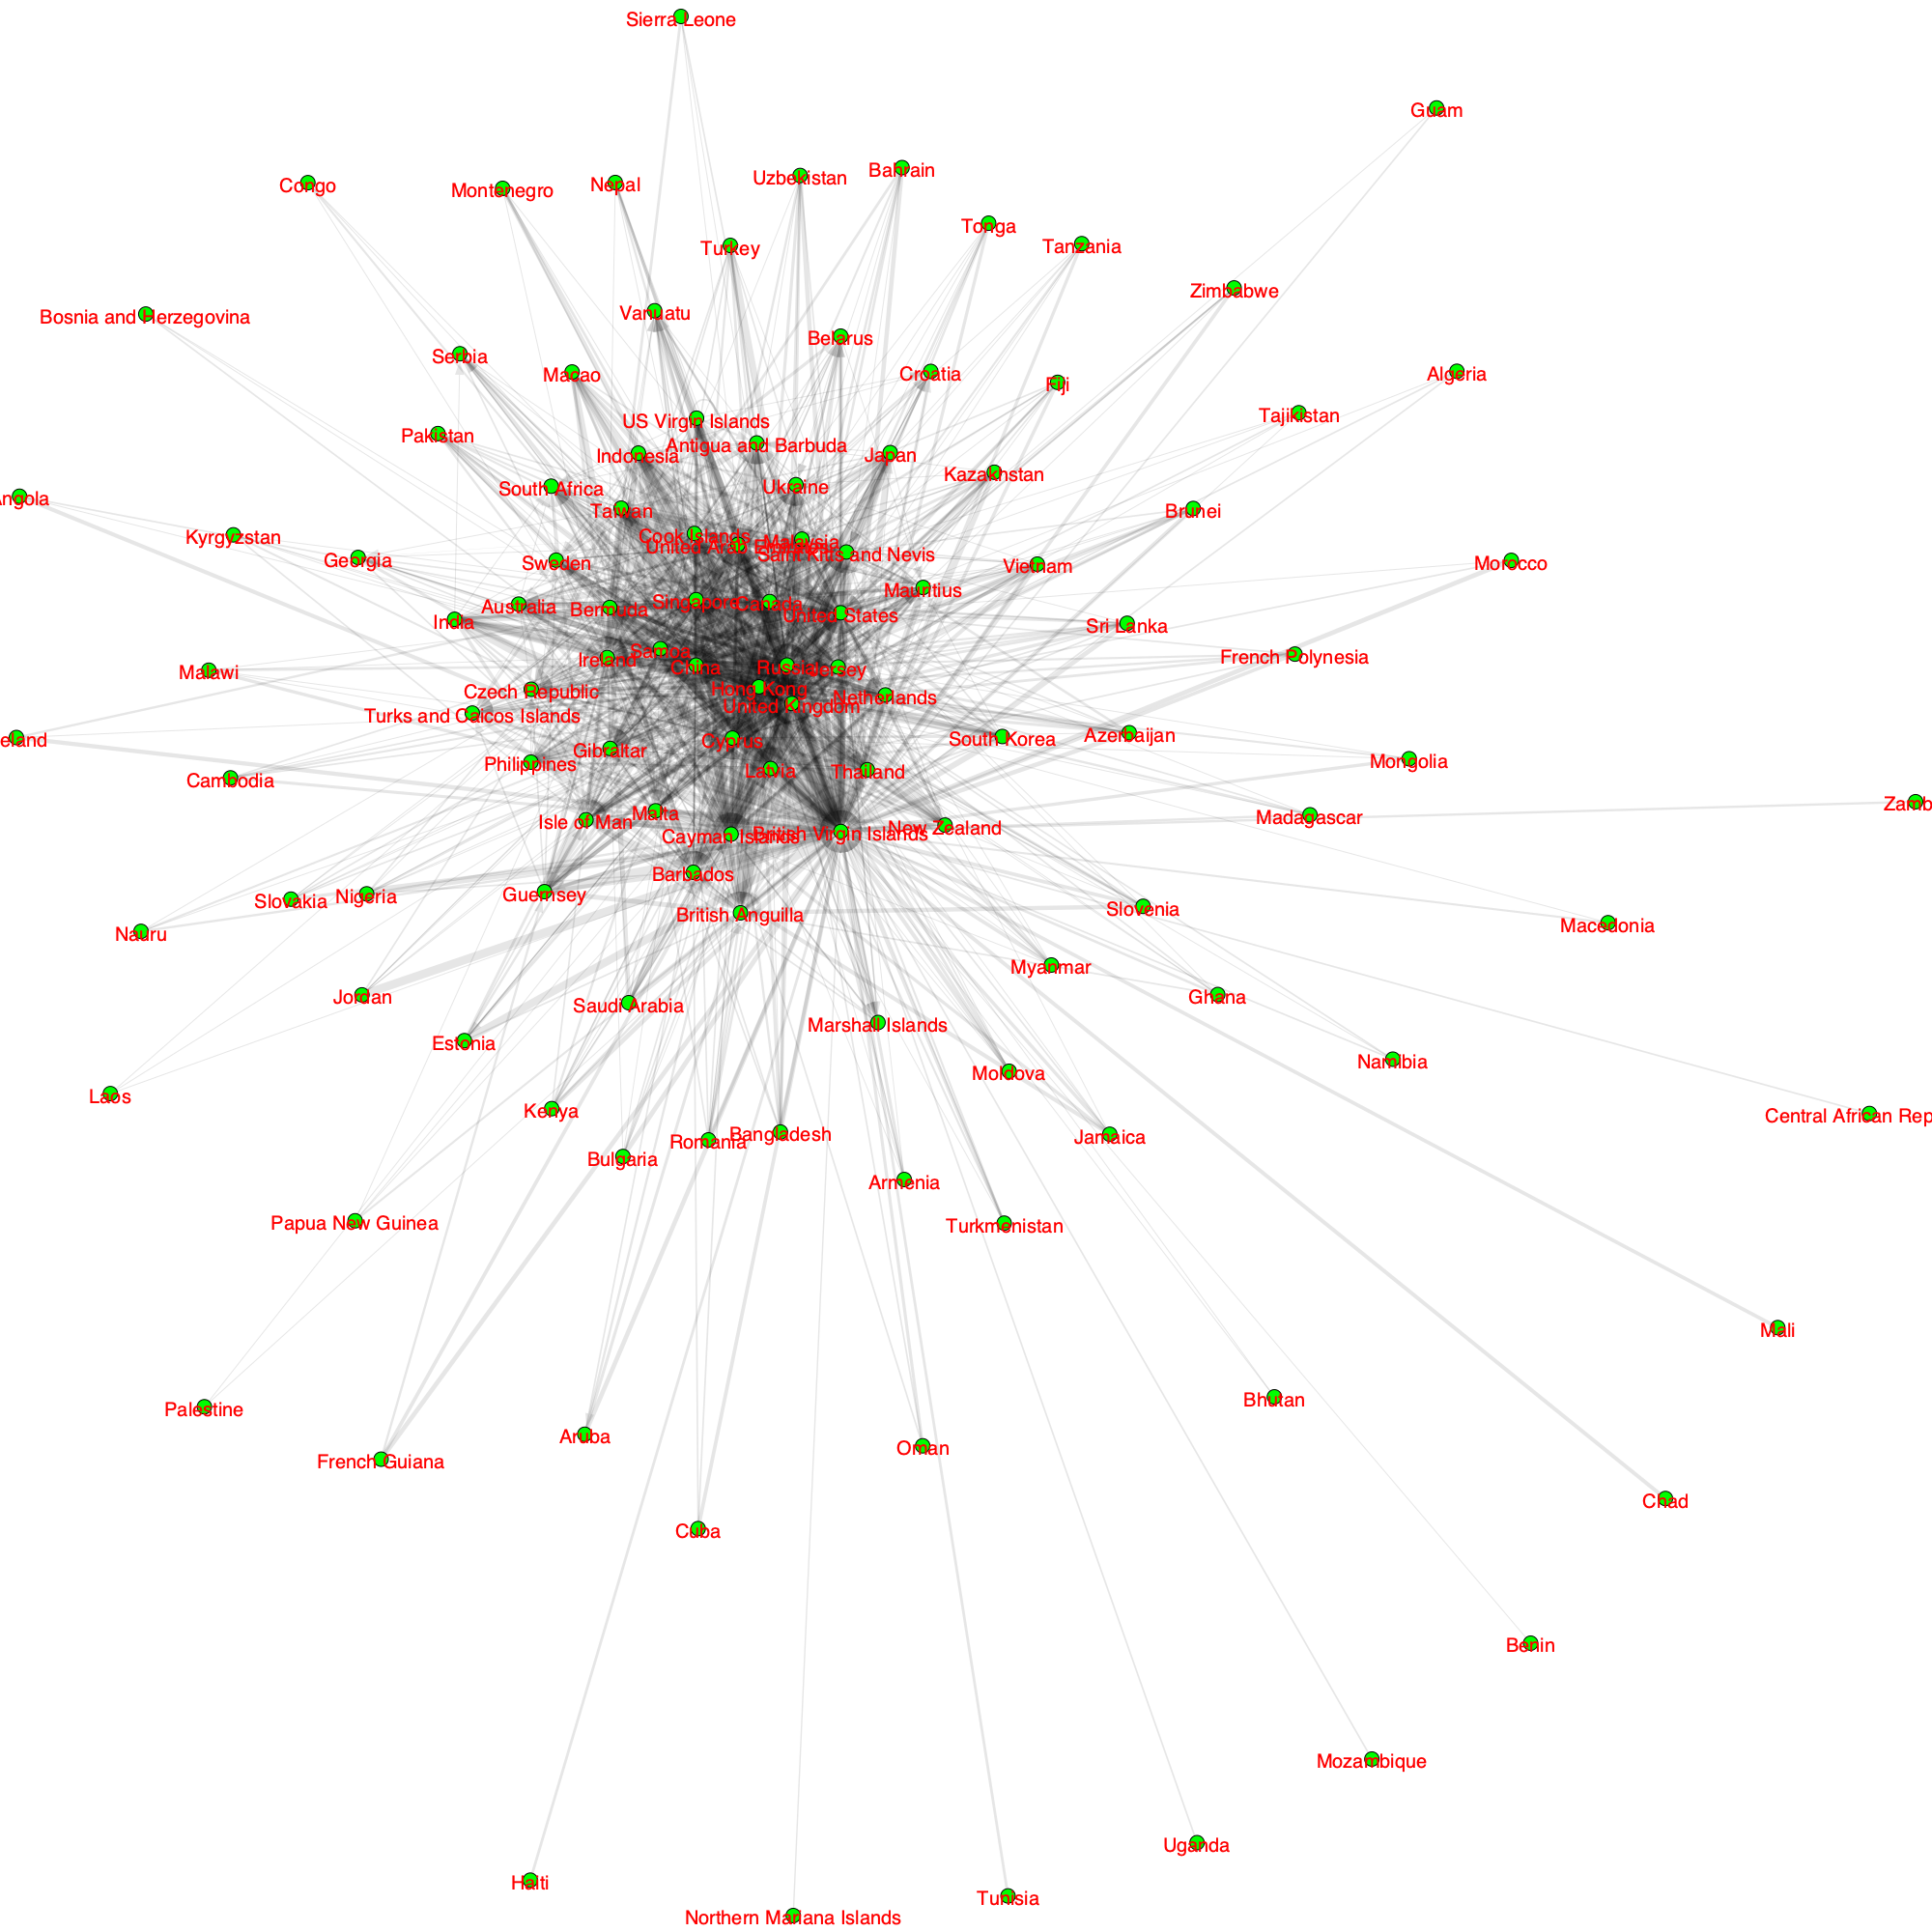 Sierra Leone
Guam
Bahrain
Uzbekistan
Congo
Nepal
Montenegro
Tonga
Tanzania
Turkey
Zimbabwe
Vanuatu
Bosnia and Herzegovina
Belarus
Serbia
Macao
Croatia
Algeria
Fiji
Tajikistan
US Virgin Islands
Pakistan
Antigua and Barbuda
Indonesia
Japan
Kazakhstan
South Africa
Ukraine
ngola
Taiwan
Brunei
Kyrgyzstan
Cook Islands
Malaysia
United Arab Emirates
Saint Kitts and Nevis
Georgia
Sweden
Vietnam
Morocco
Mauritius
Singapore
Canada
Australia
Bermuda
United States
India
Sri Lanka
Samoa
French Polynesia
Ireland
China
Russia
Jersey
Malawi
Hong Kong
Czech Republic
Netherlands
United Kingdom
Turks and Caicos Islands
Azerbaijan
eland
South Korea
Cyprus
Gibraltar
Mongolia
Philippines
Latvia
Thailand
Cambodia
Zamb
Malta
Madagascar
Isle of Man
New Zealand
British Virgin Islands
Cayman Islands
Barbados
Guernsey
Nigeria
Slovakia
Slovenia
British Anguilla
Macedonia
Nauru
Myanmar
Jordan
Ghana
Saudi Arabia
Marshall Islands
Estonia
Namibia
Moldova
Laos
Kenya
Central African Rep
Bangladesh
Jamaica
Romania
Bulgaria
Armenia
Papua New Guinea
Turkmenistan
Mali
Bhutan
Palestine
Aruba
Oman
French Guiana
Chad
Cuba
Benin
Mozambique
Uganda
Haiti
Tunisia
Northern Mariana Islands